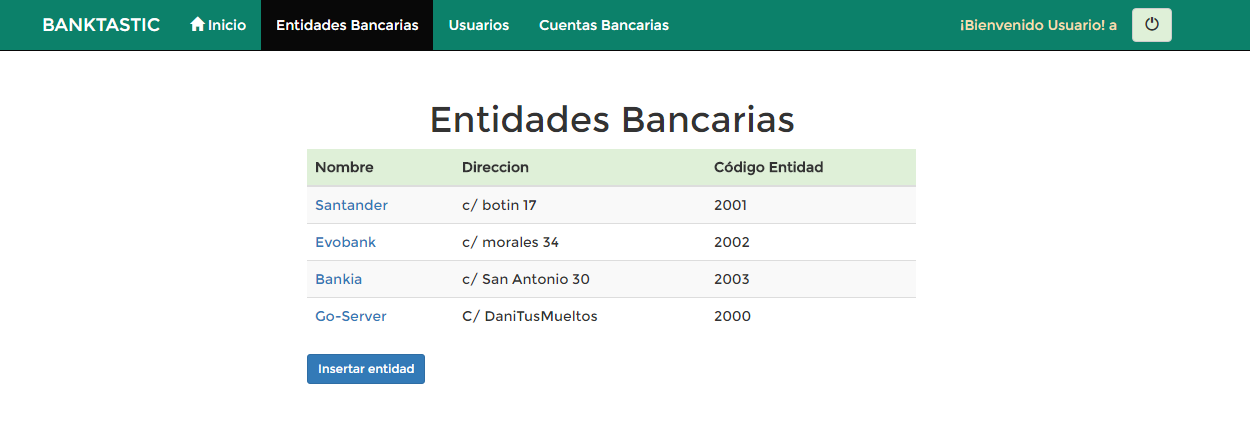 BANKTASTIC Inicio Entidades Bancarias Usuarios Cuentas Bancarias ¡Bienvenido Usuario! a
Entidades Bancarias
Nombre Direccion Código Entidad
Santander c/ botin 17 2001
Evobank c/ morales 34 2002
Bankia c/ San Antonio 30 2003
Go-Server C/ DaniTusMueltos 2000
Insertar entidad